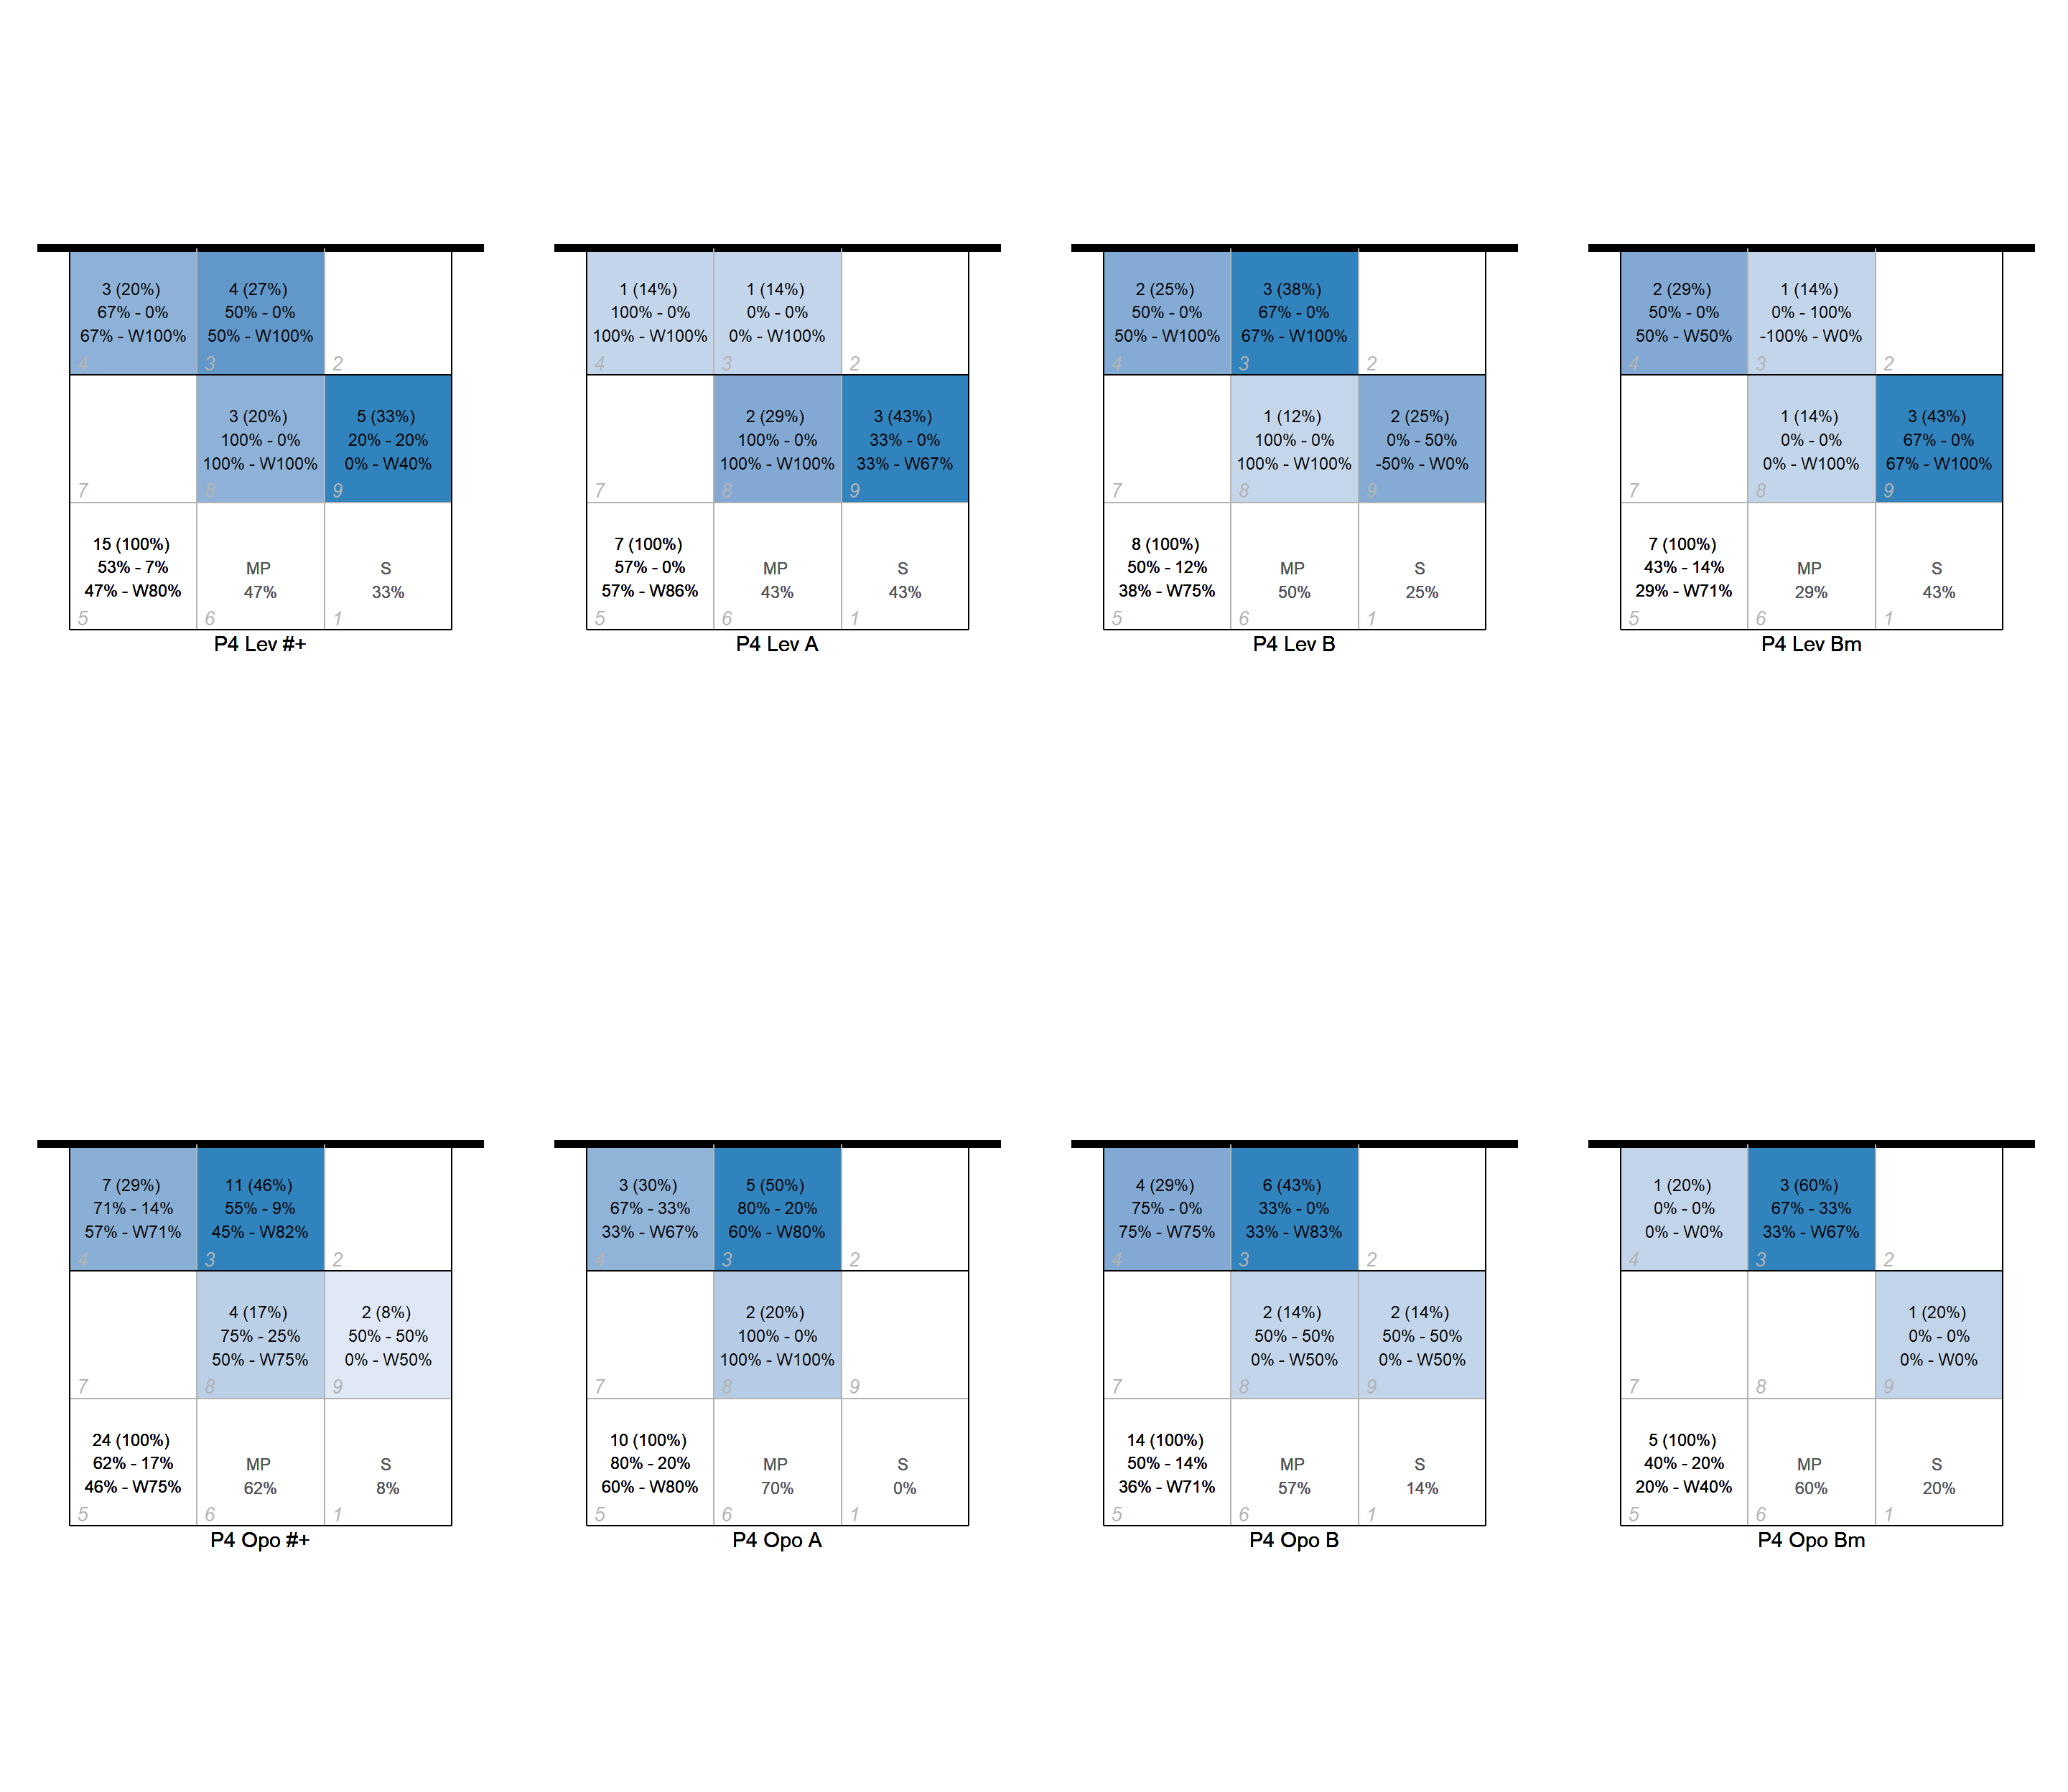 3 (20%)
67% - 0%
67% - W100%
4
4 (27%)
50% - 0%
50% - W100%
3
2
7
3 (20%)
100% - 0%
100% - W100%
8
5 (33%)
20% - 20%
0% - W40%
9
15 (100%)
53% - 7%
47% - W80%
5
MP
47%
6
S
33%
1
P4 Lev #+
1 (14%)
100% - 0%
100% - W100%
4
1 (14%)
0% - 0%
0% - W100%
3
2
7
2 (29%)
100% - 0%
100% - W100%
8
3 (43%)
33% - 0%
33% - W67%
9
7 (100%)
57% - 0%
57% - W86%
5
MP
43%
6
S
43%
1
P4 Lev A
2 (25%)
50% - 0%
50% - W100%
4
3 (38%)
67% - 0%
67% - W100%
3
2
7
1 (12%)
100% - 0%
100% - W100%
8
2 (25%)
0% - 50%
-50% - W0%
9
8 (100%)
50% - 12%
38% - W75%
5
MP
50%
6
S
25%
1
P4 Lev B
2 (29%)
50% - 0%
50% - W50%
4
1 (14%)
0% - 100%
-100% - W0%
3
2
7
1 (14%)
0% - 0%
0% - W100%
8
3 (43%)
67% - 0%
67% - W100%
9
7 (100%)
43% - 14%
29% - W71%
5
MP
29%
6
S
43%
1
P4 Lev Bm
7 (29%)
71% - 14%
57% - W71%
4
11 (46%)
55% - 9%
45% - W82%
3
2
7
4 (17%)
75% - 25%
50% - W75%
8
2 (8%)
50% - 50%
0% - W50%
9
24 (100%)
62% - 17%
46% - W75%
5
MP
62%
6
S
8%
1
P4 Opo #+
3 (30%)
67% - 33%
33% - W67%
4
5 (50%)
80% - 20%
60% - W80%
3
2
7
2 (20%)
100% - 0%
100% - W100%
8
9
10 (100%)
80% - 20%
60% - W80%
5
MP
70%
6
S
0%
1
P4 Opo A
4 (29%)
75% - 0%
75% - W75%
4
6 (43%)
33% - 0%
33% - W83%
3
2
7
2 (14%)
50% - 50%
0% - W50%
8
2 (14%)
50% - 50%
0% - W50%
9
14 (100%)
50% - 14%
36% - W71%
5
MP
57%
6
S
14%
1
P4 Opo B
1 (20%)
0% - 0%
0% - W0%
4
3 (60%)
67% - 33%
33% - W67%
3
2
7
8
1 (20%)
0% - 0%
0% - W0%
9
5 (100%)
40% - 20%
20% - W40%
5
MP
60%
6
S
20%
1
P4 Opo Bm